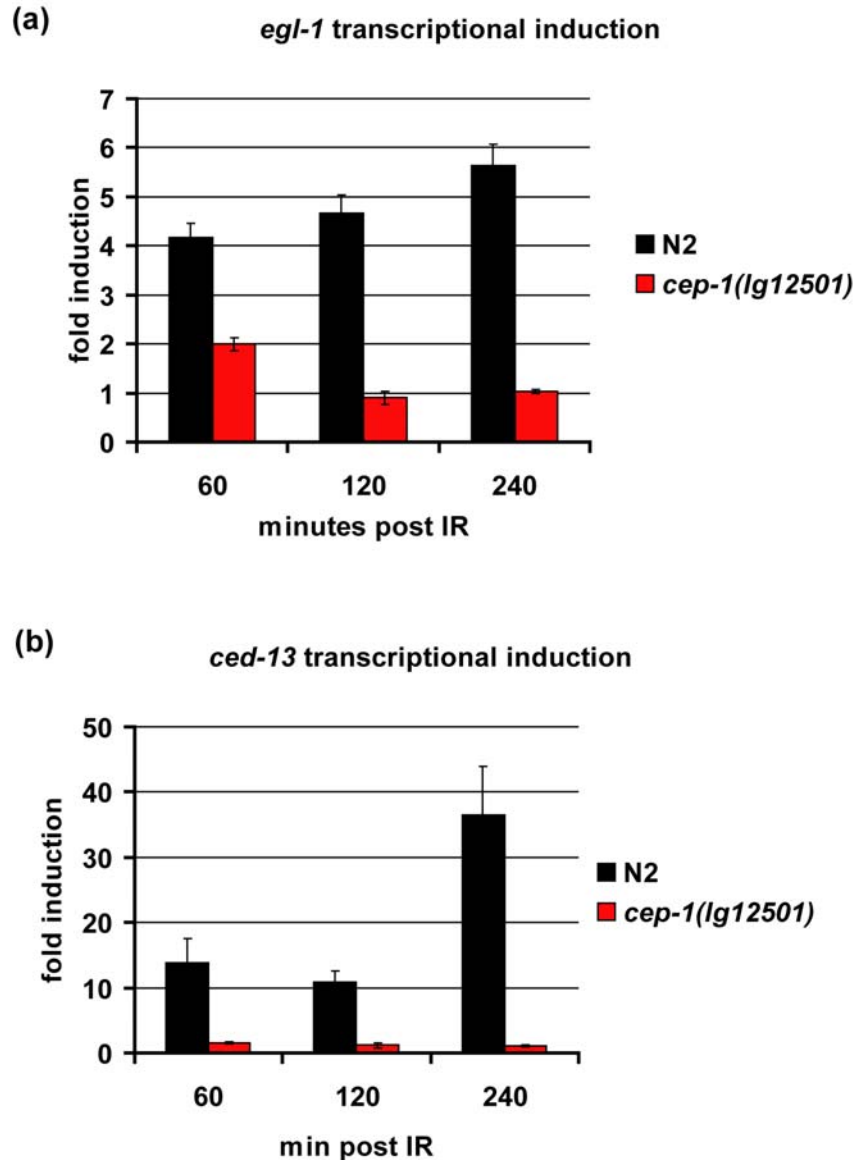 (a)
egl-1 transcriptional induction
7
6
5
4
3
2
1
0
fold induction
60 120 240
minutes post IR
N2
cep-1(lg12501)
(b)
ced-13 transcriptional induction
50
40
30
20
10
0
fold induction
60 120 240
min post IR
N2
cep-1(lg12501)